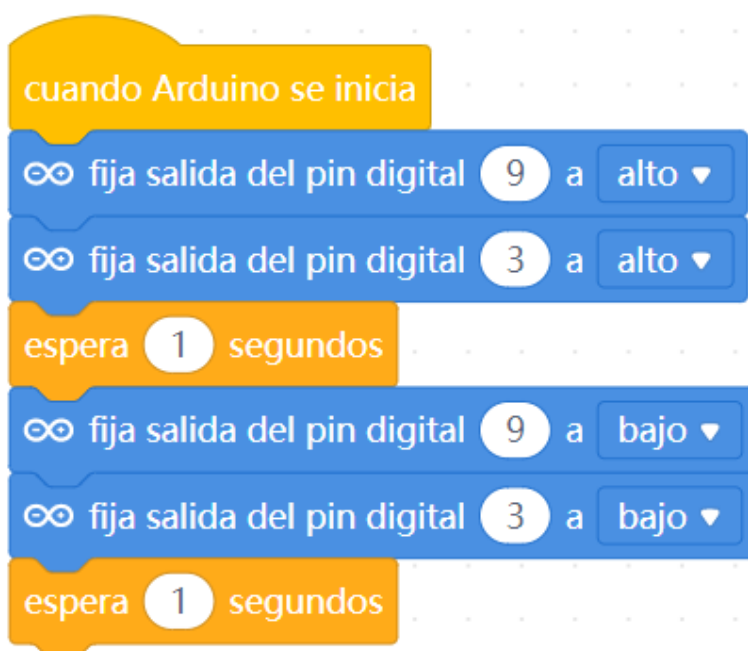 cuando Arduino se inicia
fija salida del pin digital 9 a alto
fija salida del pin digital 3 a alto
espera 1 segundos
fija salida del pin digital 9 a bajo
fija salida del pin digital 3 a bajo
espera 1 segundos